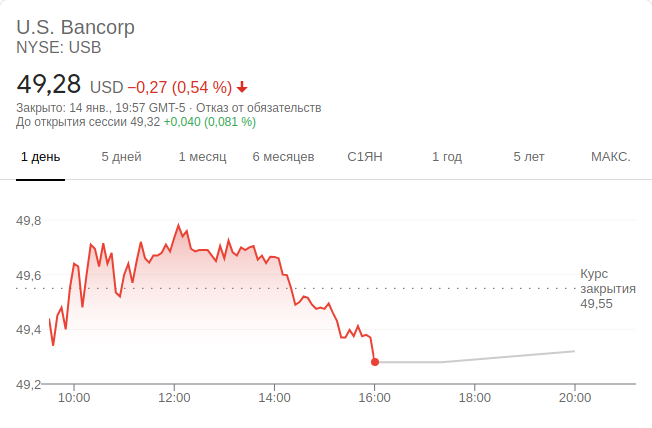 U.S. Bancorp
NYSE: USB
49,28 USD −0,27 (0,54 %)
Закрыто: 14 янв., 19:57 GMT-5 · Отказ от обязательств
До открытия сессии 49,32 +0,040 (0,081 %)
1 день 5 дней 1 месяц 6 месяцев С1ЯН 1 год 5 лет МАКС.
49,8
49,6
Курс
закрытия
49,55
49,4
49,2
10:00 12:00 14:00 16:00 18:00 20:00